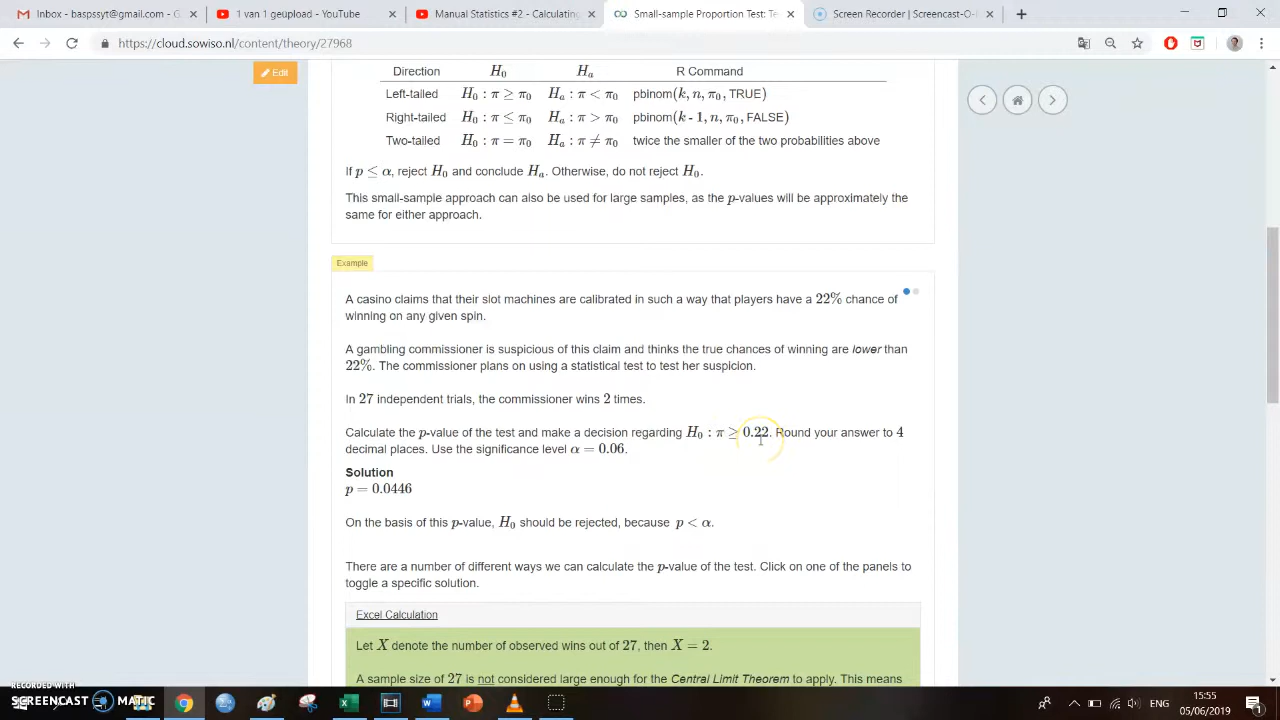 Inbox - bapssyt@gmail.com - G
1 van 1 geüpload - YouTube
Manual Statistics #2 - Calculating
Small-sample Proportion Test: Te
Screen Recorder | Screencast-O-
https://cloud.sowiso.nl/content/theory/27968
Edit
Direction H₀ Hₐ R Command
Left-tailed H₀ : π ≥ π₀ Hₐ : π < π₀ pbinom(k, n, π₀, TRUE)
Right-tailed H₀ : π ≤ π₀ Hₐ : π > π₀ pbinom(k - 1, n, π₀, FALSE)
Two-tailed H₀ : π = π₀ Hₐ : π ≠ π₀ twice the smaller of the two probabilities above
If p ≤ α, reject H₀ and conclude Hₐ. Otherwise, do not reject H₀.
This small-sample approach can also be used for large samples, as the p-values will be approximately the
same for either approach.
Example
A casino claims that their slot machines are calibrated in such a way that players have a 22% chance of
winning on any given spin.
A gambling commissioner is suspicious of this claim and thinks the true chances of winning are lower than
22%. The commissioner plans on using a statistical test to test her suspicion.
In 27 independent trials, the commissioner wins 2 times.
Calculate the p-value of the test and make a decision regarding H₀ : π ≥ 0.22. Round your answer to 4
decimal places. Use the significance level α = 0.06.
Solution
p = 0.0446
On the basis of this p-value, H₀ should be rejected, because p < α.
There are a number of different ways we can calculate the p-value of the test. Click on one of the panels to
toggle a specific solution.
Excel Calculation
Let X denote the number of observed wins out of 27, then X = 2.
A sample size of 27 is not considered large enough for the Central Limit Theorem to apply. This means
RECORDED WITH
SCREENCAST MATIC
15:55
05/06/2019